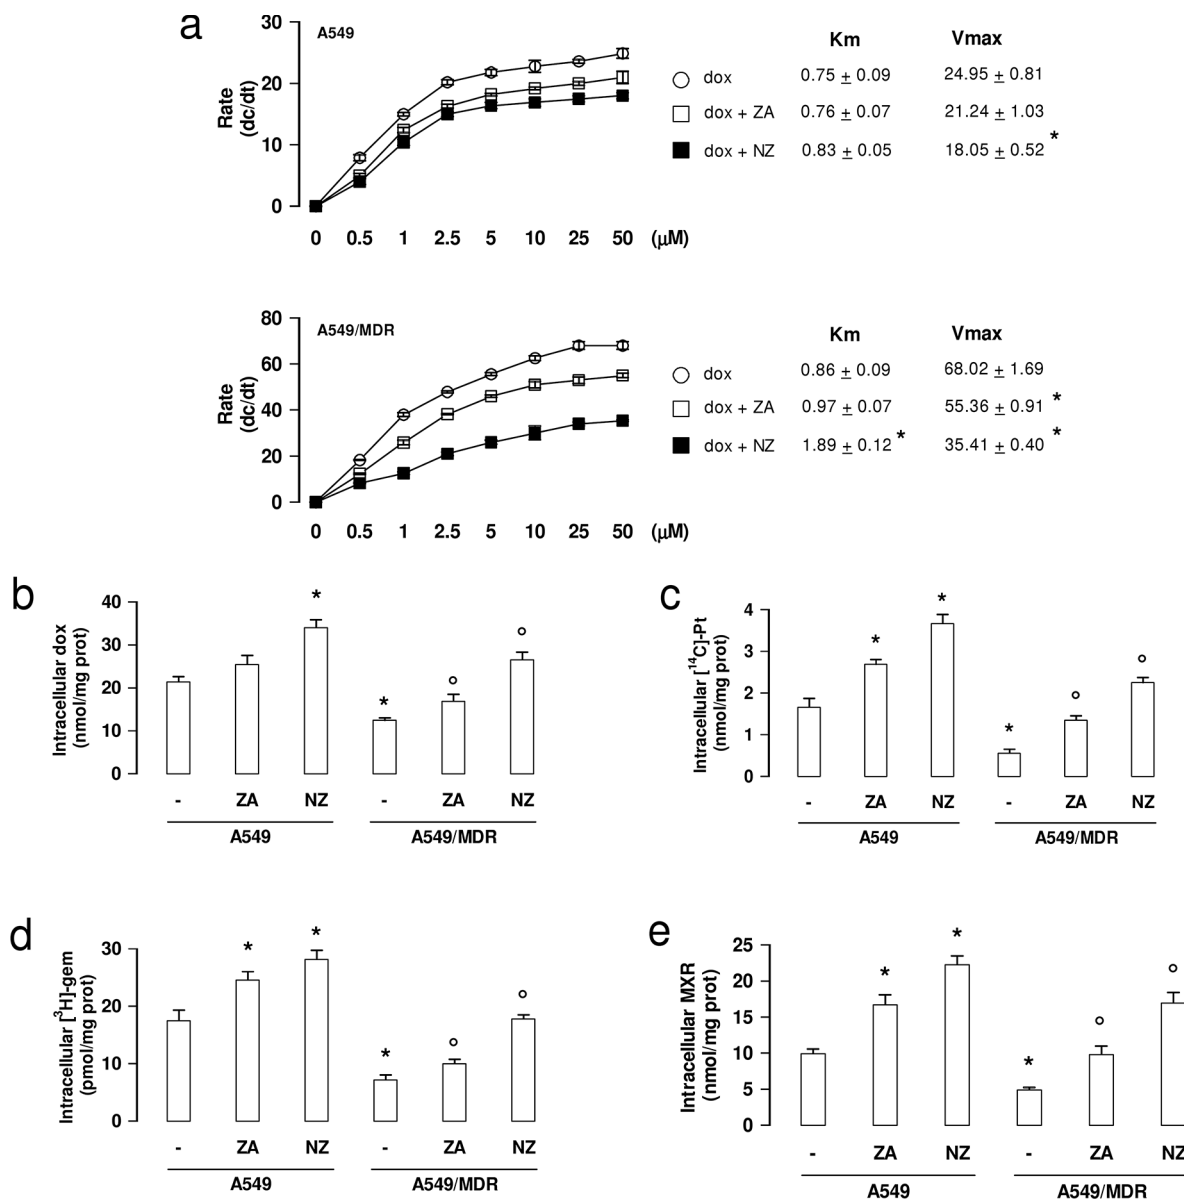 a
A549
30
20
10
0
Rate
(dc/dt)
0 0.5 1 2.5 5 10 25 50 (µM)
Km Vmax
dox 0.75 ± 0.09 24.95 ± 0.81
dox + ZA 0.76 ± 0.07 21.24 ± 1.03
dox + NZ 0.83 ± 0.05 18.05 ± 0.52 *
A549/MDR
80
60
40
20
0
Rate
(dc/dt)
0 0.5 1 2.5 5 10 25 50 (µM)
Km Vmax
dox 0.86 ± 0.09 68.02 ± 1.69
dox + ZA 0.97 ± 0.07 55.36 ± 0.91 *
dox + NZ 1.89 ± 0.12 * 35.41 ± 0.40 *
b
Intracellular dox
(nmol/mg prot)
40
30
20
10
0
* * ° °
- ZA NZ - ZA NZ
A549 A549/MDR
c
Intracellular [¹⁴C]-Pt
(nmol/mg prot)
4
3
2
1
0
* * * ° °
- ZA NZ - ZA NZ
A549 A549/MDR
d
Intracellular [³H]-gem
(pmol/mg prot)
30
20
10
0
* * * ° °
- ZA NZ - ZA NZ
A549 A549/MDR
e
Intracellular MXR
(nmol/mg prot)
25
20
15
10
5
0
* * * ° °
- ZA NZ - ZA NZ
A549 A549/MDR